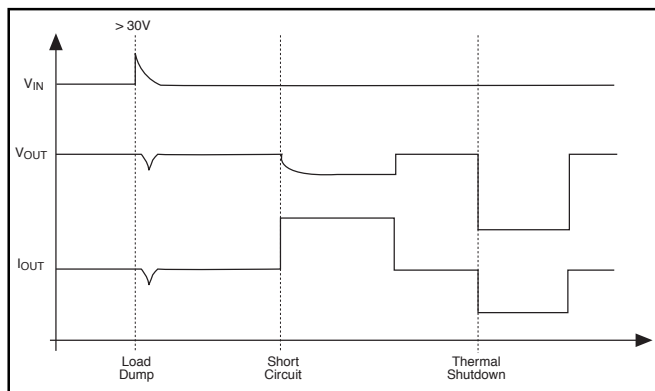 > 30V
VIN
VOUT
IOUT
Load
Dump
Short
Circuit
Thermal
Shutdown